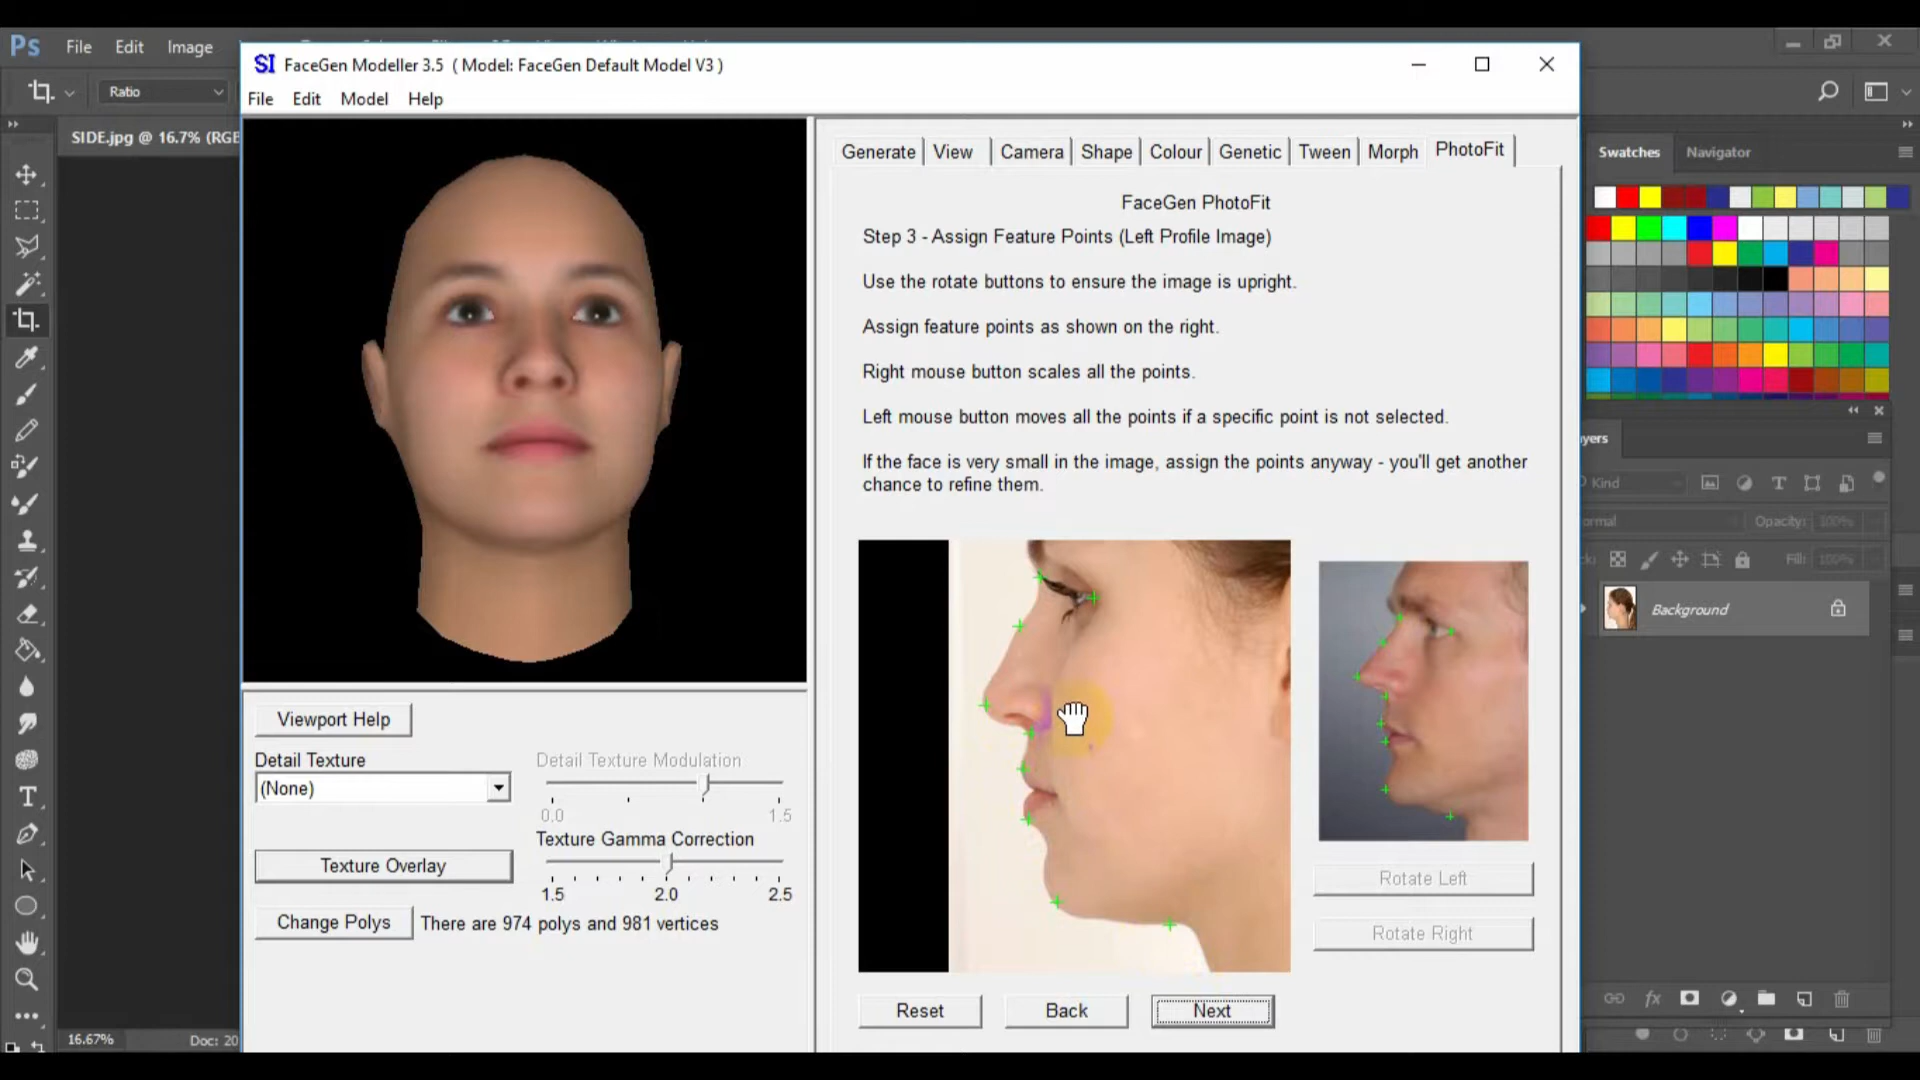 Ps File Edit Image
SI FaceGen Modeller 3.5 ( Model: FaceGen Default Model V3 )
File Edit Model Help
Ratio
SIDE.jpg @ 16.7% (RGB
Generate View Camera Shape Colour Genetic Tween Morph PhotoFit
Swatches Navigator
FaceGen PhotoFit
Step 3 - Assign Feature Points (Left Profile Image)
Use the rotate buttons to ensure the image is upright.
Assign feature points as shown on the right.
Right mouse button scales all the points.
Left mouse button moves all the points if a specific point is not selected.
If the face is very small in the image, assign the points anyway - you'll get another
chance to refine them.
yers
Kind
ormal Opacity: 100%
Fill: 100%
Background
Viewport Help
Detail Texture
(None)
Detail Texture Modulation
0.0 1.5
Texture Gamma Correction
1.5 2.0 2.5
Texture Overlay
Change Polys There are 974 polys and 981 vertices
Rotate Left
Rotate Right
Reset Back Next
16.67% Doc: 20